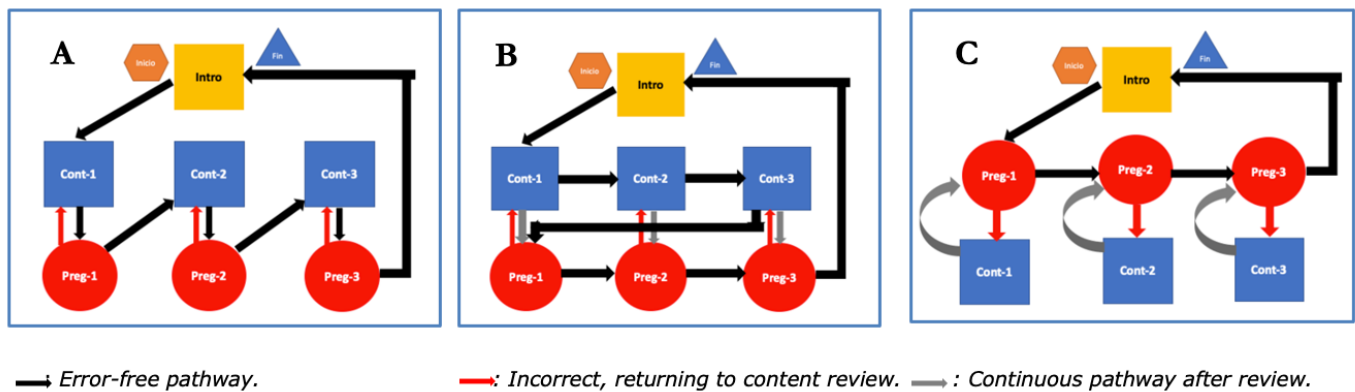 A
Inicio
Fin
Intro
Cont-1
Cont-2
Cont-3
Preg-1
Preg-2
Preg-3
B
Inicio
Fin
Intro
Cont-1
Cont-2
Cont-3
Preg-1
Preg-2
Preg-3
C
Inicio
Fin
Intro
Preg-1
Preg-2
Preg-3
Cont-1
Cont-2
Cont-3
: Error-free pathway. : Incorrect, returning to content review. : Continuous pathway after review.